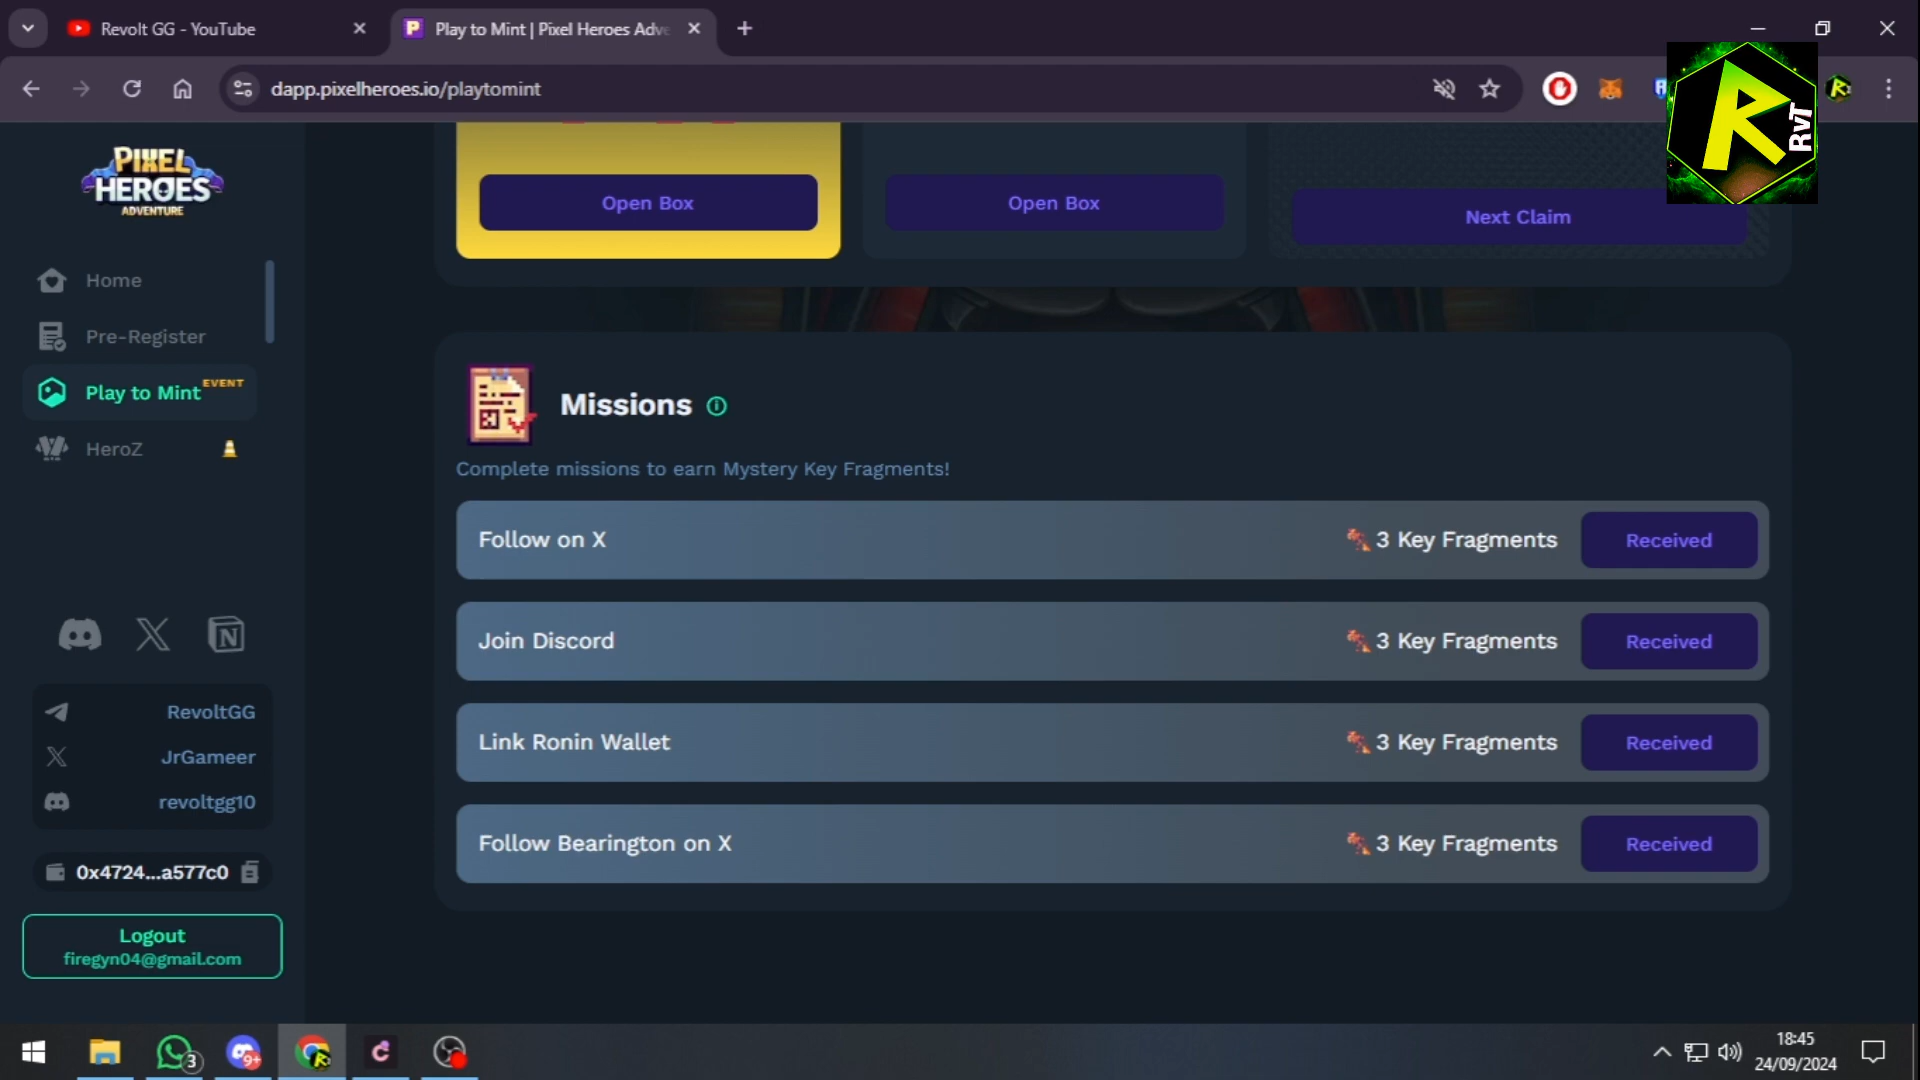 Revolt GG - YouTube
Play to Mint | Pixel Heroes Adve
dapp.pixelheroes.io/playtomint
R
RvT
PIXEL
HEROES
ADVENTURE
Home
Pre-Register
Play to Mint EVENT
HeroZ
RevoltGG
JrGameer
revoltgg10
0x4724...a577c0
Logout
firegyn04@gmail.com
Open Box
Open Box
Next Claim
Missions
Complete missions to earn Mystery Key Fragments!
Follow on X
3 Key Fragments
Received
Join Discord
3 Key Fragments
Received
Link Ronin Wallet
3 Key Fragments
Received
Follow Bearington on X
3 Key Fragments
Received
3
9+
18:45
24/09/2024